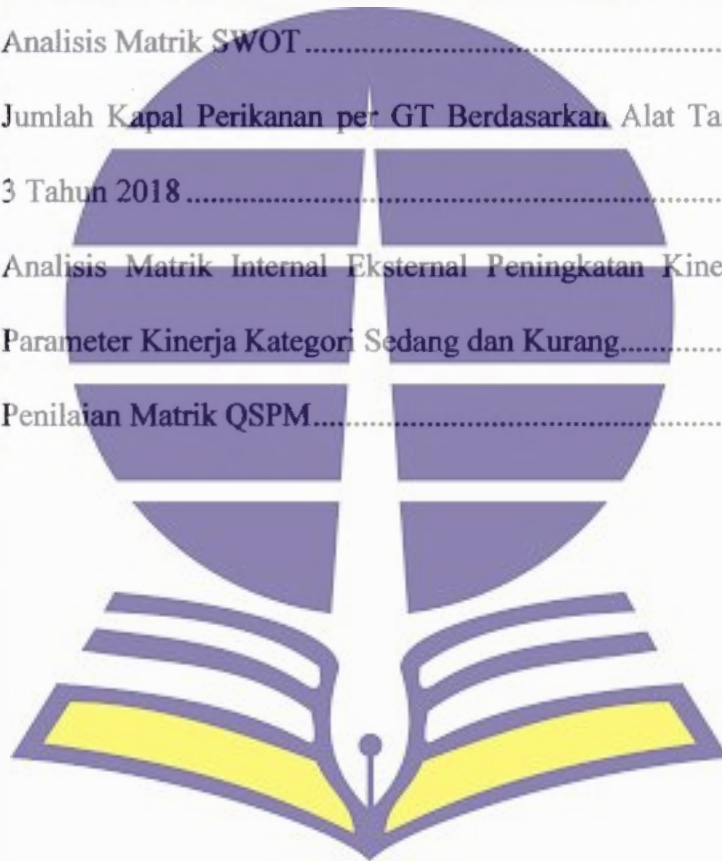 Analisis Matrik SWOT
Jumlah Kapal Perikanan per GT Berdasarkan Alat Ta
3 Tahun 2018
Analisis Matrik Internal Eksternal Peningkatan Kine
Parameter Kinerja Kategori Sedang dan Kurang
Penilaian Matrik QSPM